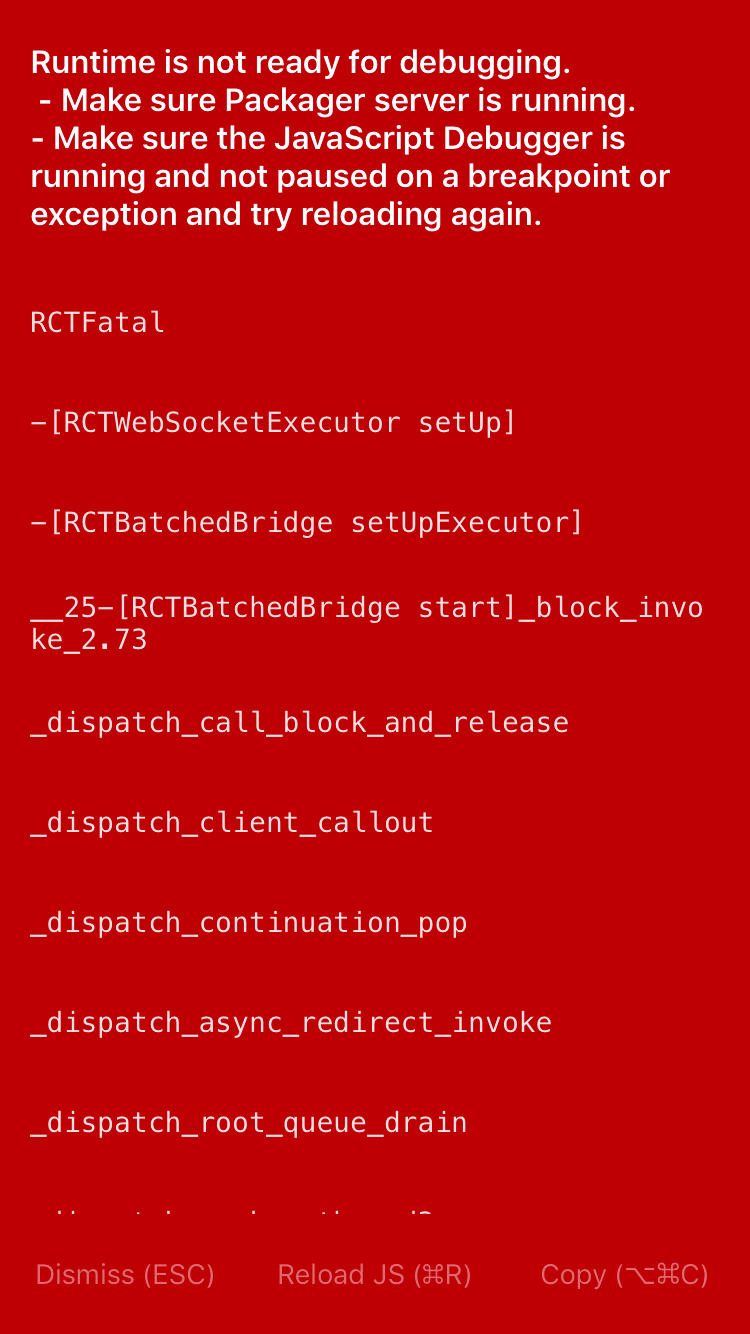 Runtime is not ready for debugging.
- Make sure Packager server is running.
- Make sure the JavaScript Debugger is
running and not paused on a breakpoint or
exception and try reloading again.
RCTFatal
-[RCTWebSocketExecutor setUp]
-[RCTBatchedBridge setUpExecutor]
__25-[RCTBatchedBridge start]_block_invo
ke_2.73
_dispatch_call_block_and_release
_dispatch_client_callout
_dispatch_continuation_pop
_dispatch_async_redirect_invoke
_dispatch_root_queue_drain
Dismiss (ESC)
Reload JS (⌘R)
Copy (⌥⌘C)